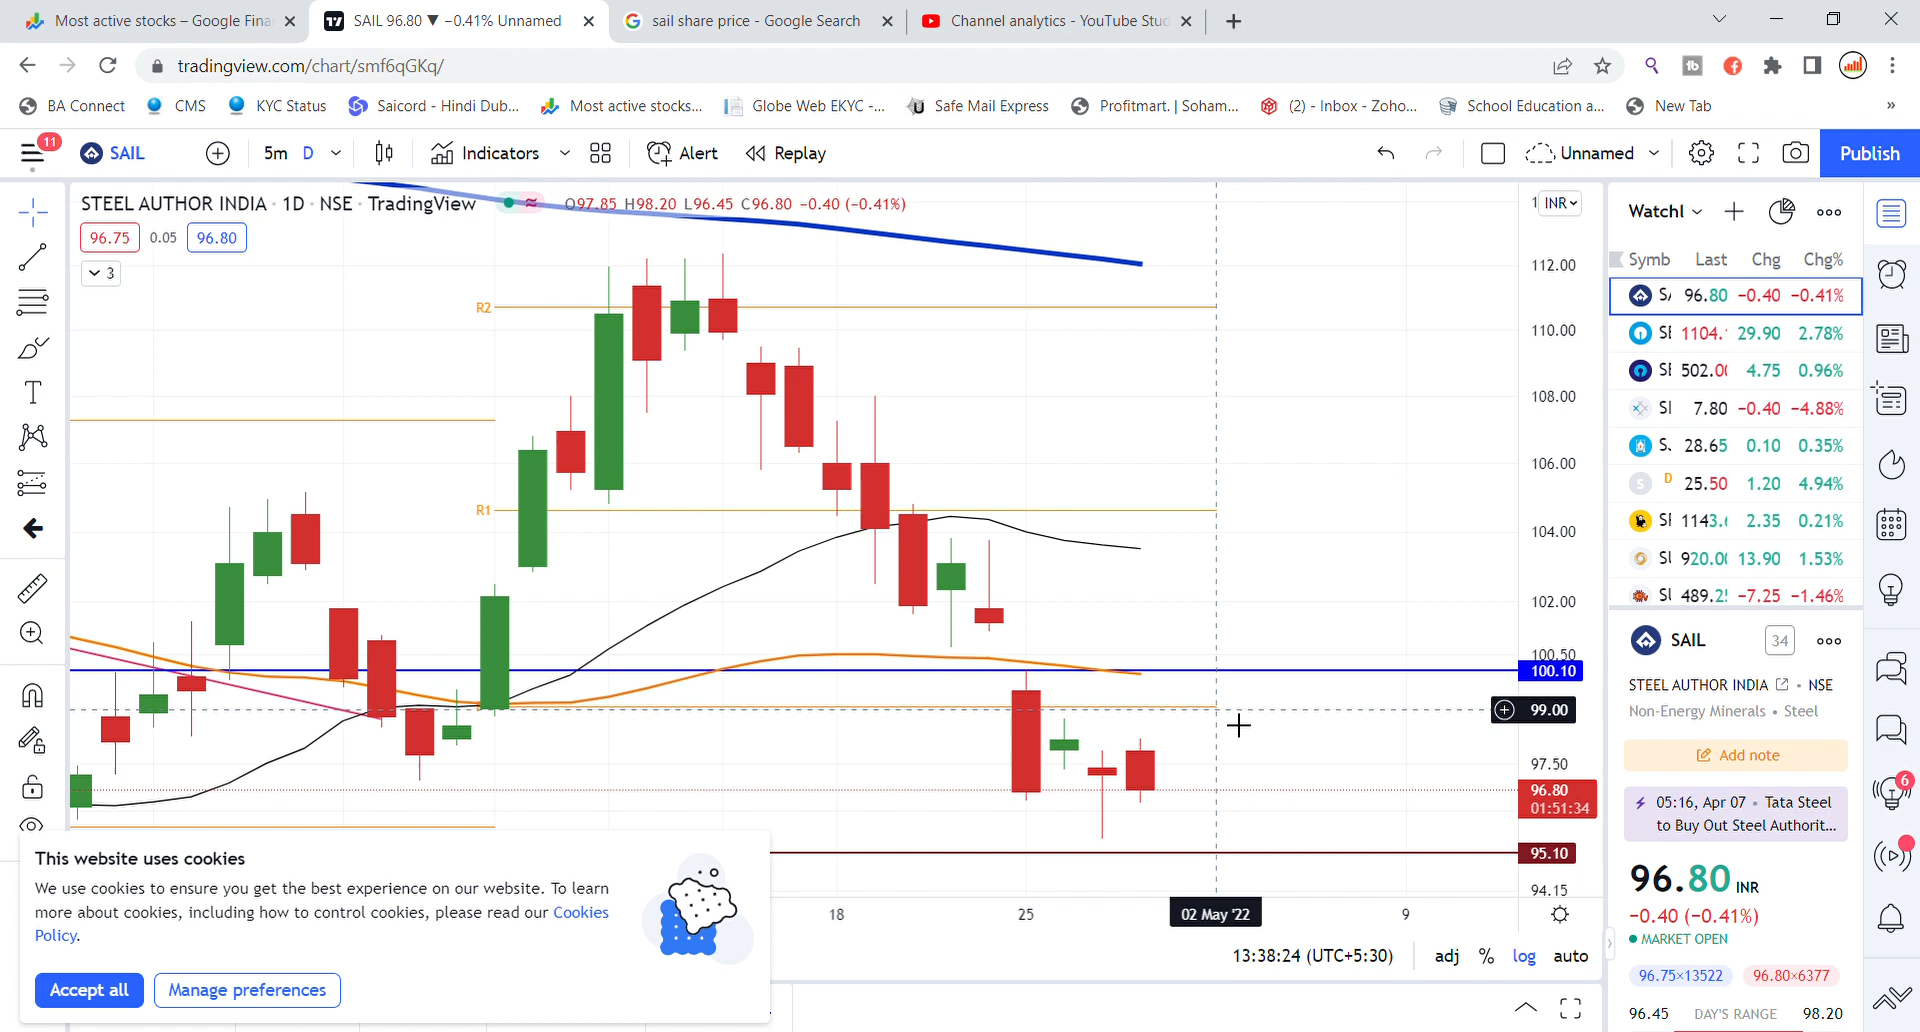 Most active stocks – Google Fina
SAIL 96.80 ▼ −0.41% Unnamed
sail share price - Google Search
Channel analytics - YouTube Stud
tradingview.com/chart/smf6qGKq/
BA Connect
CMS
KYC Status
Saicord - Hindi Dub...
Most active stocks...
Globe Web EKYC -...
Safe Mail Express
Profitmart. | Soham...
(2) - Inbox - Zoho...
School Education a...
New Tab
»
11
SAIL
5m D
Indicators
Alert
Replay
Unnamed
Publish
STEEL AUTHOR INDIA · 1D · NSE · TradingView
O97.85 H98.20 L96.45 C96.80 −0.40 (−0.41%)
96.75 0.05 96.80
3
INR
R2
R1
112.00
110.00
108.00
106.00
104.00
102.00
100.50
100.10
99.00
97.50
96.80
01:51:34
95.10
94.15
18
25
02 May '22
9
13:38:24 (UTC+5:30)
adj % log auto
This website uses cookies
We use cookies to ensure you get the best experience on our website. To learn
more about cookies, including how to control cookies, please read our Cookies
Policy.
Accept all
Manage preferences
Watchl
Symb Last Chg Chg%
96.80 −0.40 −0.41%
1104. 29.90 2.78%
502.00 4.75 0.96%
7.80 −0.40 −4.88%
28.65 0.10 0.35%
D 25.50 1.20 4.94%
1143.6 2.35 0.21%
920.00 13.90 1.53%
489.25 −7.25 −1.46%
SAIL
34
STEEL AUTHOR INDIA • NSE
Non-Energy Minerals • Steel
Add note
05:16, Apr 07 • Tata Steel
to Buy Out Steel Authorit...
96.80 INR
−0.40 (−0.41%)
MARKET OPEN
96.75×13522
96.80×6377
96.45 DAY'S RANGE 98.20
6